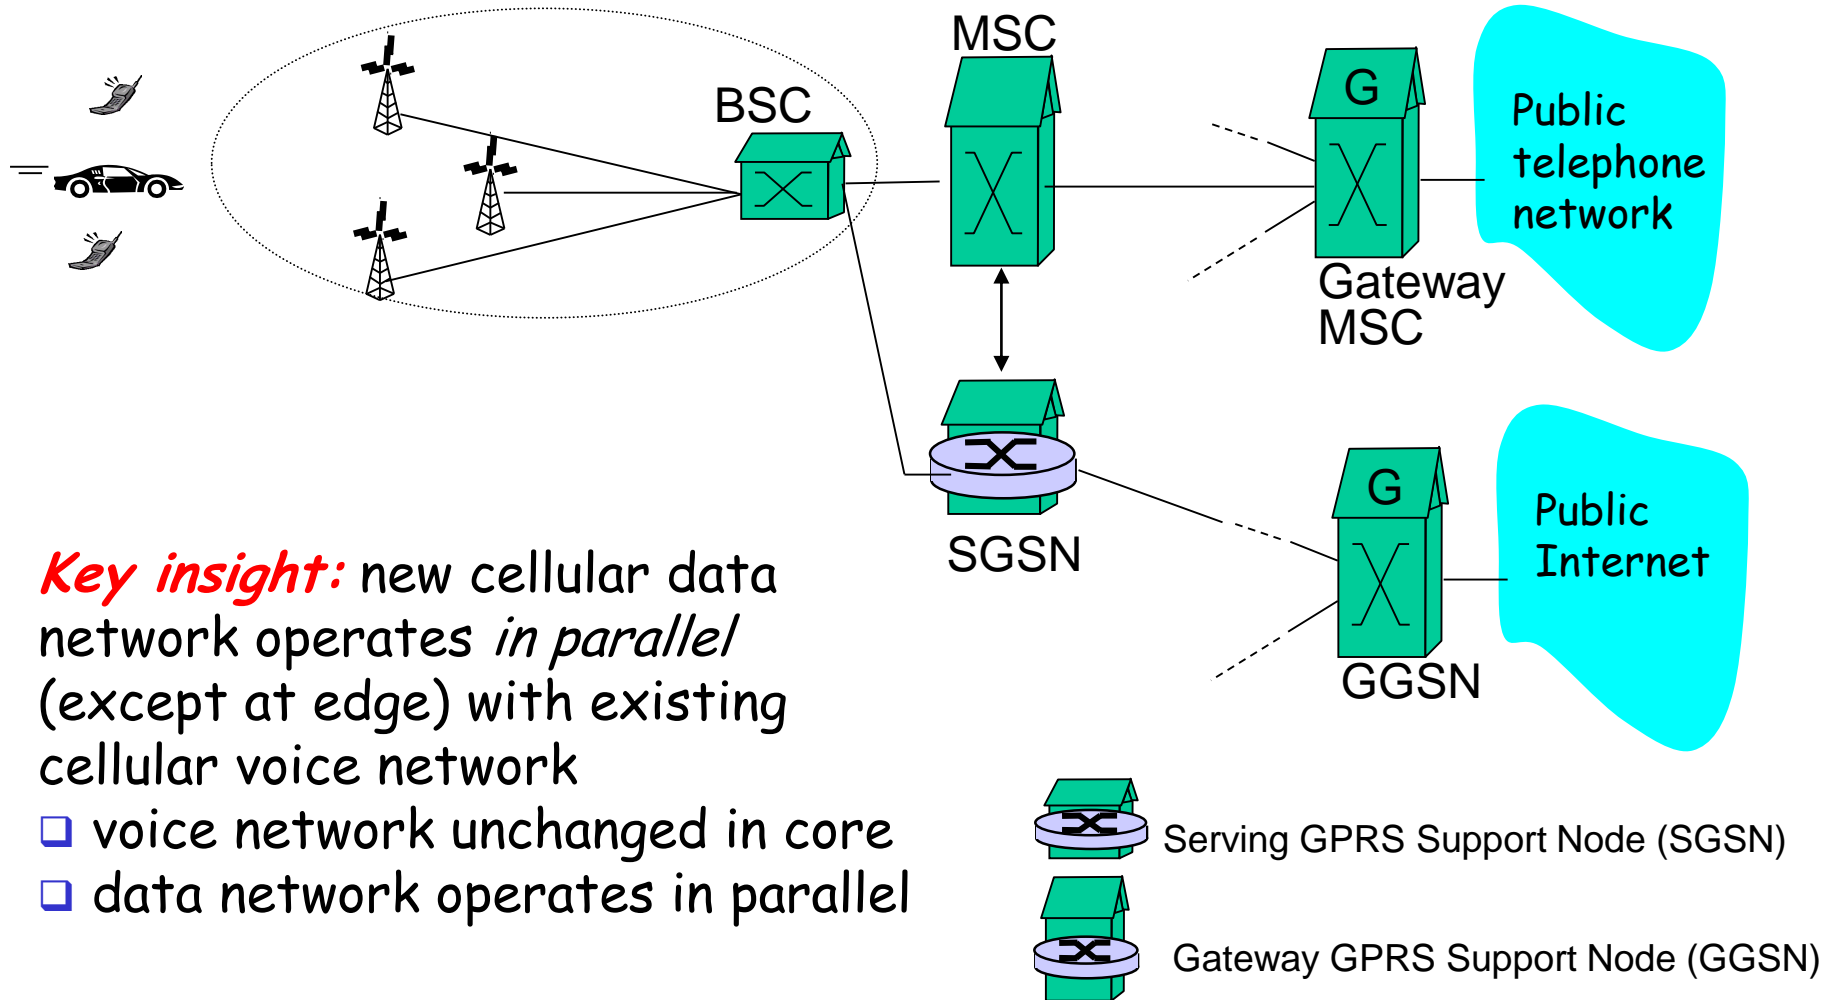 MSC
BSC
G
Public
telephone
network
Gateway
MSC
SGSN
G
Public
Internet
GGSN
Key insight: new cellular data
network operates in parallel
(except at edge) with existing
cellular voice network
voice network unchanged in core
data network operates in parallel
Serving GPRS Support Node (SGSN)
Gateway GPRS Support Node (GGSN)